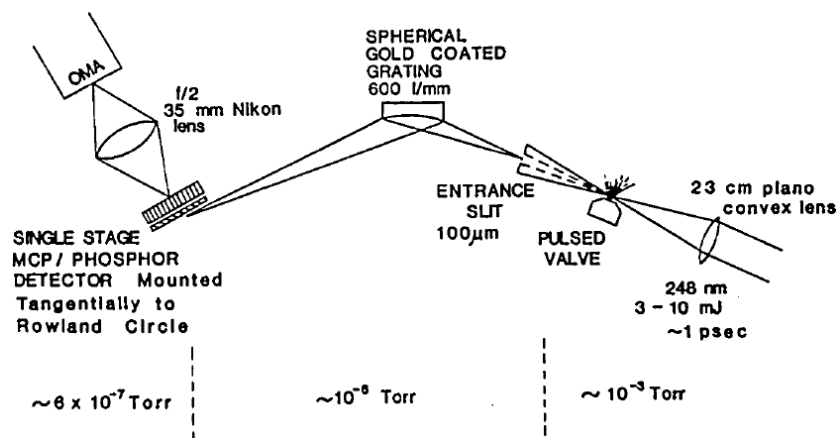 OMA
f/2
35 mm Nikon
lens
SPHERICAL
GOLD COATED
GRATING
600 l/mm
ENTRANCE
SLIT
100μm
PULSED
VALVE
23 cm plano
convex lens
248 nm
3-10 mJ
~1 psec
SINGLE STAGE
MCP/ PHOSPHOR
DETECTOR Mounted
Tangentially to
Rowland Circle
~6 x 10⁻⁷ Torr
~10⁻⁶ Torr
~ 10⁻³ Torr